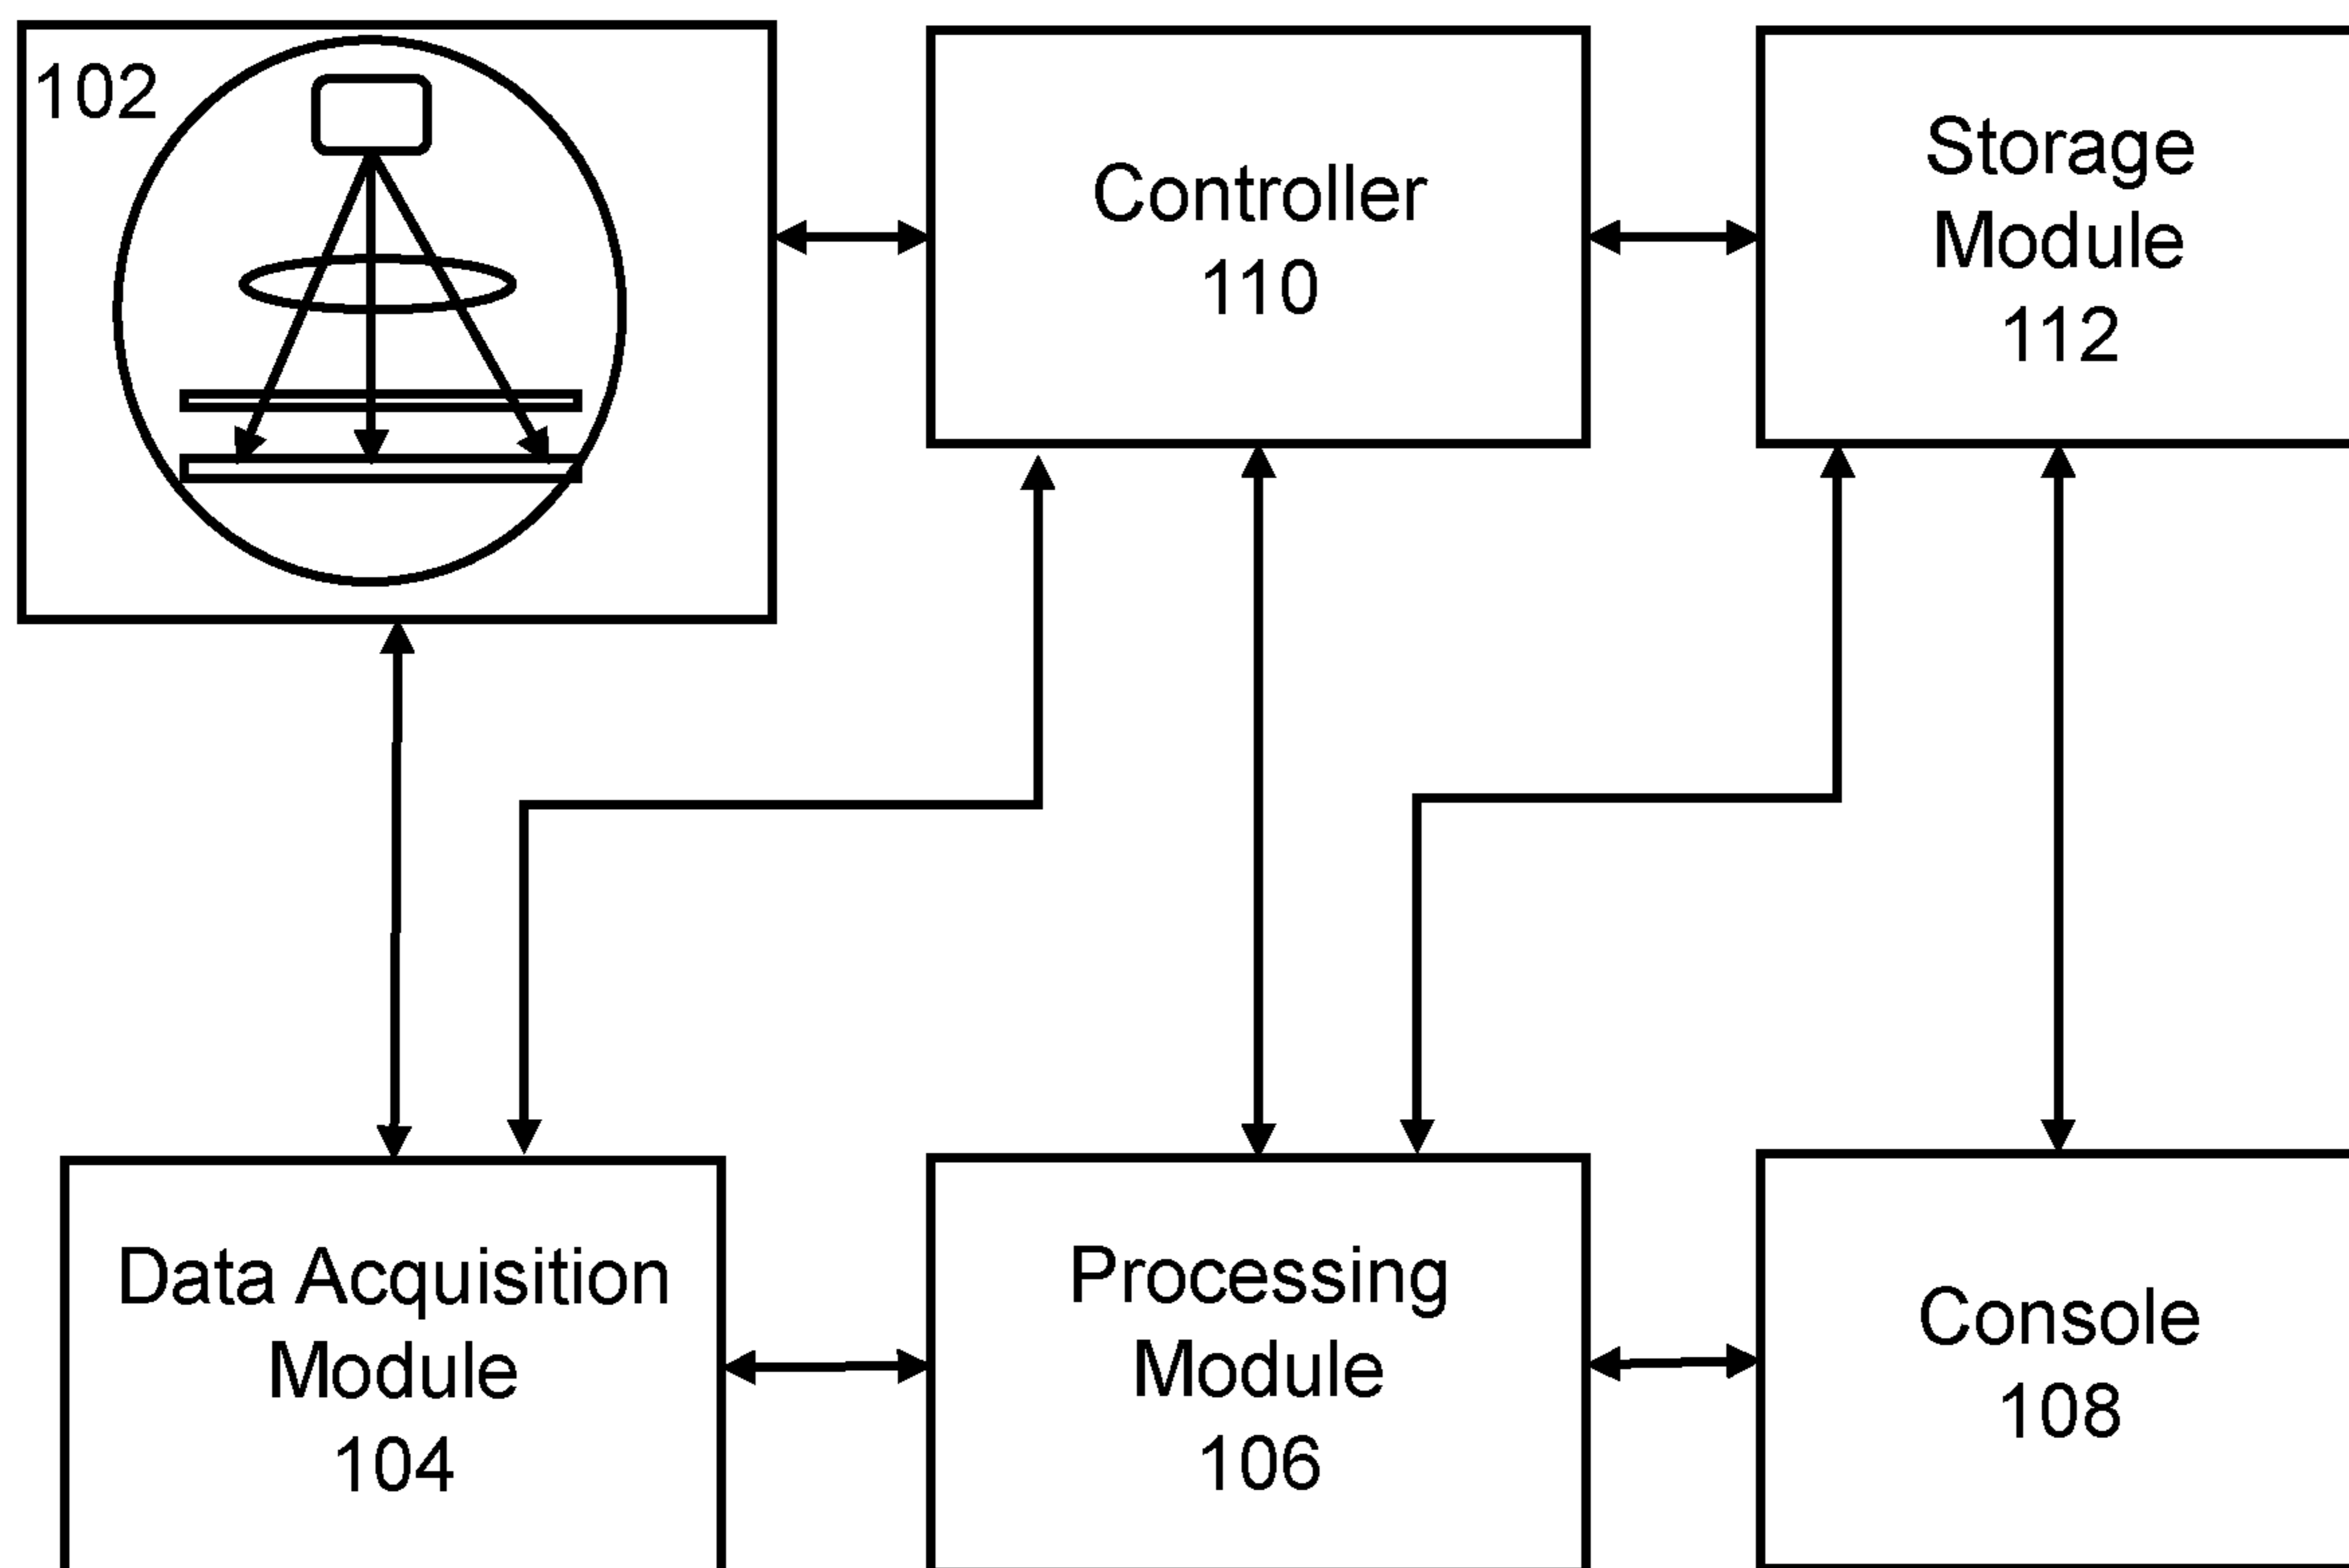 102
Controller
110
Storage
Module
112
Data Acquisition
Module
104
Processing
Module
106
Console
108